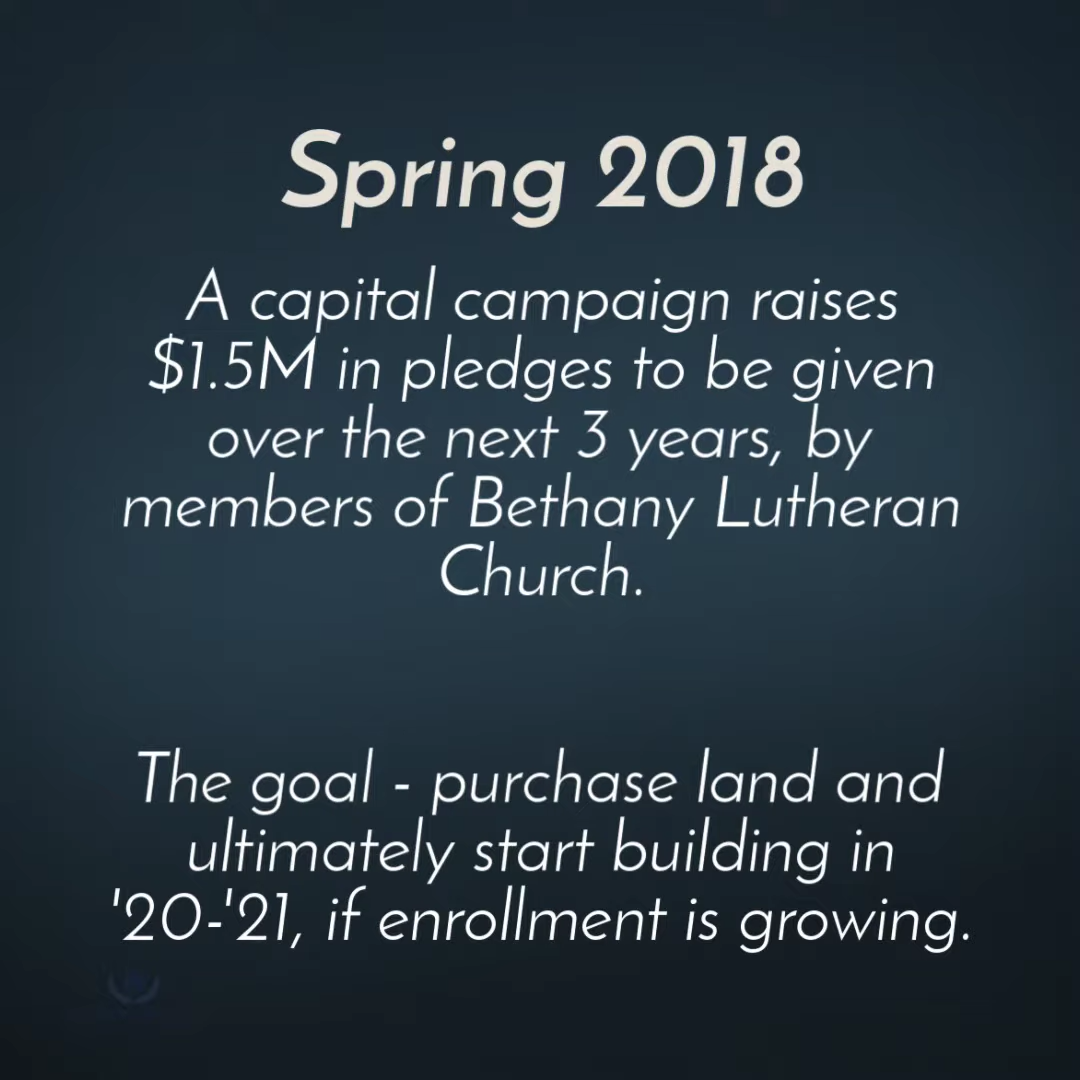 Spring 2018
A capital campaign raises
$1.5M in pledges to be given
over the next 3 years, by
members of Bethany Lutheran
Church.
The goal - purchase land and
ultimately start building in
'20-'21, if enrollment is growing.